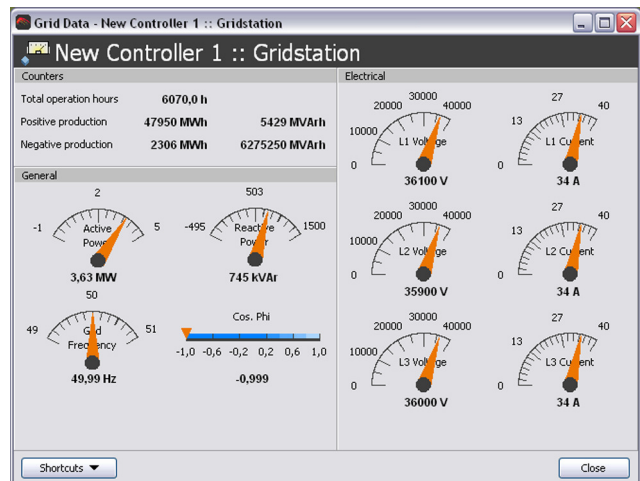 Grid Data - New Controller 1 :: Gridstation
New Controller 1 :: Gridstation
Counters
Total operation hours 6070,0 h
Positive production 47950 MWh 5429 MVArh
Negative production 2306 MWh 6275250 MVArh
General
2
-1 5
Active
Power
3,63 MW
503
-495 1500
Reactive
Power
745 kVAr
50
49 51
Grid
Frequency
49,99 Hz
Cos. Phi
-1,0 -0,6 -0,2 0,2 0,6 1,0
-0,999
Electrical
0 10000 20000 30000 40000
L1 Voltage
36100 V
0 13 27 40
L1 Current
34 A
0 10000 20000 30000 40000
L2 Voltage
35900 V
0 13 27 40
L2 Current
34 A
0 10000 20000 30000 40000
L3 Voltage
36000 V
0 13 27 40
L3 Current
34 A
Shortcuts
Close